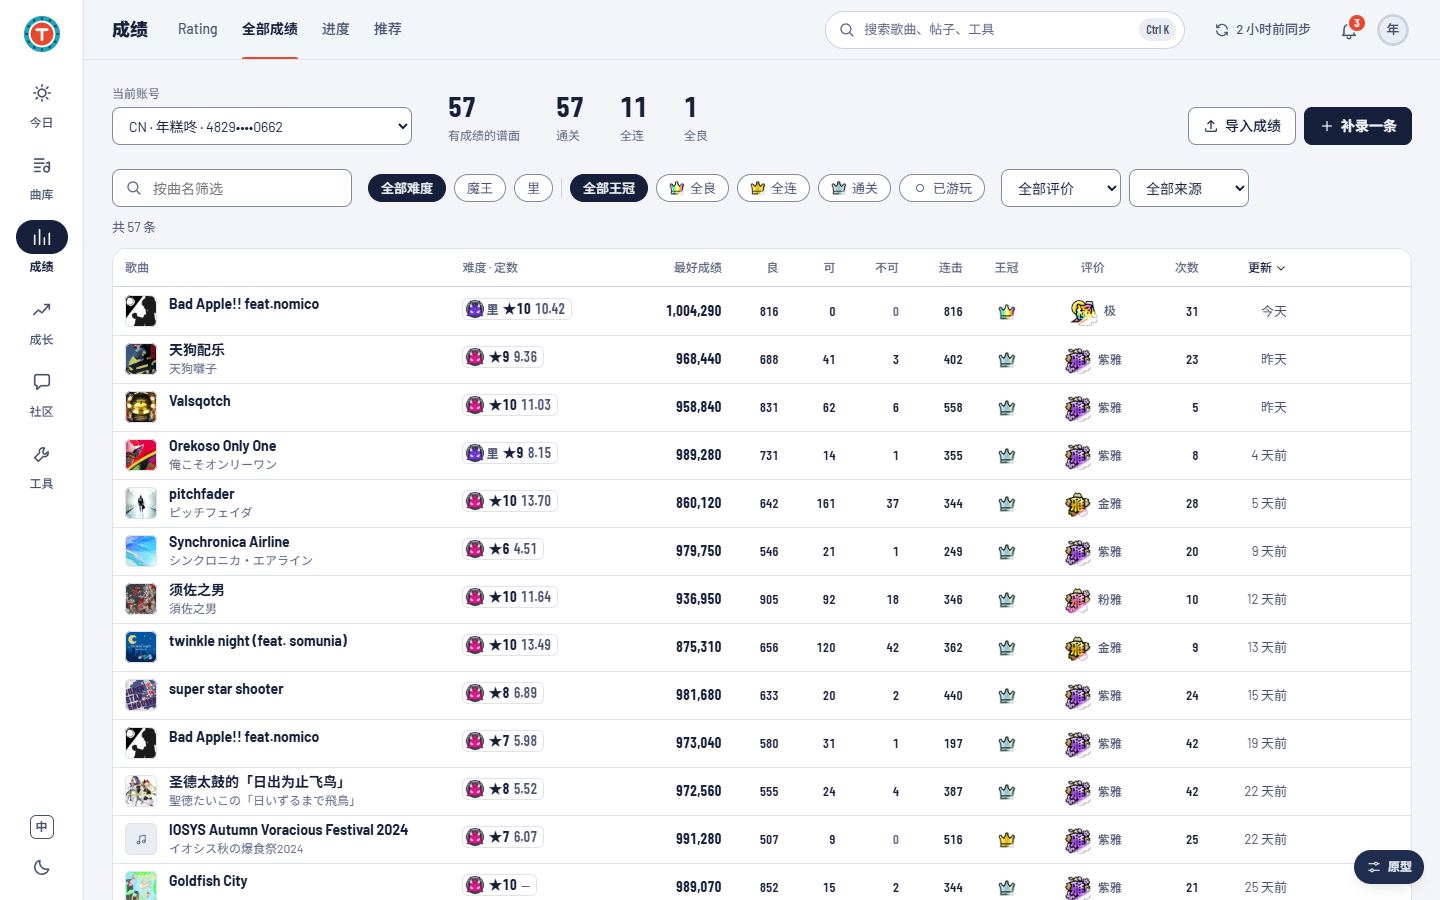 成绩
Rating
全部成绩
进度
推荐
搜索歌曲、帖子、工具
Ctrl K
2 小时前同步
3
年
T
今日
曲库
成绩
成长
社区
工具
中
当前账号
CN · 年糕咚 · 4829••••0662
57
有成绩的谱面
57
通关
11
全连
1
全良
导入成绩
补录一条
按曲名筛选
全部难度
魔王
里
全部王冠
全良
全连
通关
已游玩
全部评价
全部来源
共 57 条
歌曲 难度 · 定数 最好成绩 良 可 不可 连击 王冠 评价 次数 更新
Bad Apple!! feat.nomico 里 ★10 10.42 1,004,290 816 0 0 816 极 31 今天
天狗配乐 ★9 9.36 968,440 688 41 3 402 紫雅 23 昨天
天狗囃子
Valsqotch ★10 11.03 958,840 831 62 6 558 紫雅 5 昨天
Orekoso Only One 里 ★9 8.15 989,280 731 14 1 355 紫雅 8 4 天前
俺こそオンリーワン
pitchfader ★10 13.70 860,120 642 161 37 344 金雅 28 5 天前
ピッチフェイダ
Synchronica Airline ★6 4.51 979,750 546 21 1 249 紫雅 20 9 天前
シンクロニカ・エアライン
须佐之男 ★10 11.64 936,950 905 92 18 346 粉雅 10 12 天前
須佐之男
twinkle night (feat. somunia) ★10 13.49 875,310 656 120 42 362 金雅 9 13 天前
super star shooter ★8 6.89 981,680 633 20 2 440 紫雅 24 15 天前
Bad Apple!! feat.nomico ★7 5.98 973,040 580 31 1 197 紫雅 42 19 天前
圣德太鼓的「日出为止飞鸟」 ★8 5.52 972,560 555 24 4 387 紫雅 42 22 天前
聖徳たいこの「日いずるまで飛鳥」
IOSYS Autumn Voracious Festival 2024 ★7 6.07 991,280 507 9 0 516 紫雅 25 22 天前
イオシス秋の爆食祭2024
Goldfish City ★10 — 989,070 852 15 2 344 紫雅 21 25 天前
原型